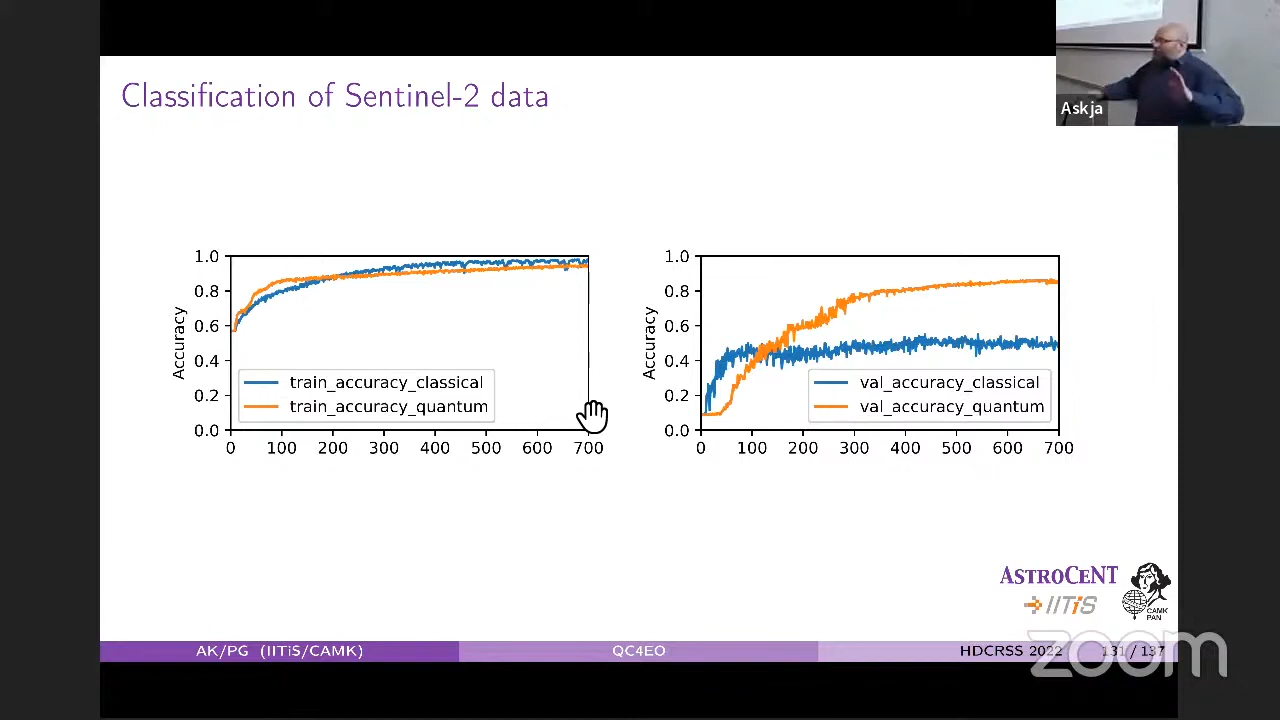 Classification of Sentinel-2 data
Askja
1.0
0.8
0.6
0.4
0.2
0.0
Accuracy
train_accuracy_classical
train_accuracy_quantum
0 100 200 300 400 500 600 700
1.0
0.8
0.6
0.4
0.2
0.0
Accuracy
val_accuracy_classical
val_accuracy_quantum
0 100 200 300 400 500 600 700
ASTROCENT
IITiS
CAMK
PAN
AK/PG (IITiS/CAMK)
QC4EO
HDCRSS 2022
131 / 137
zoom